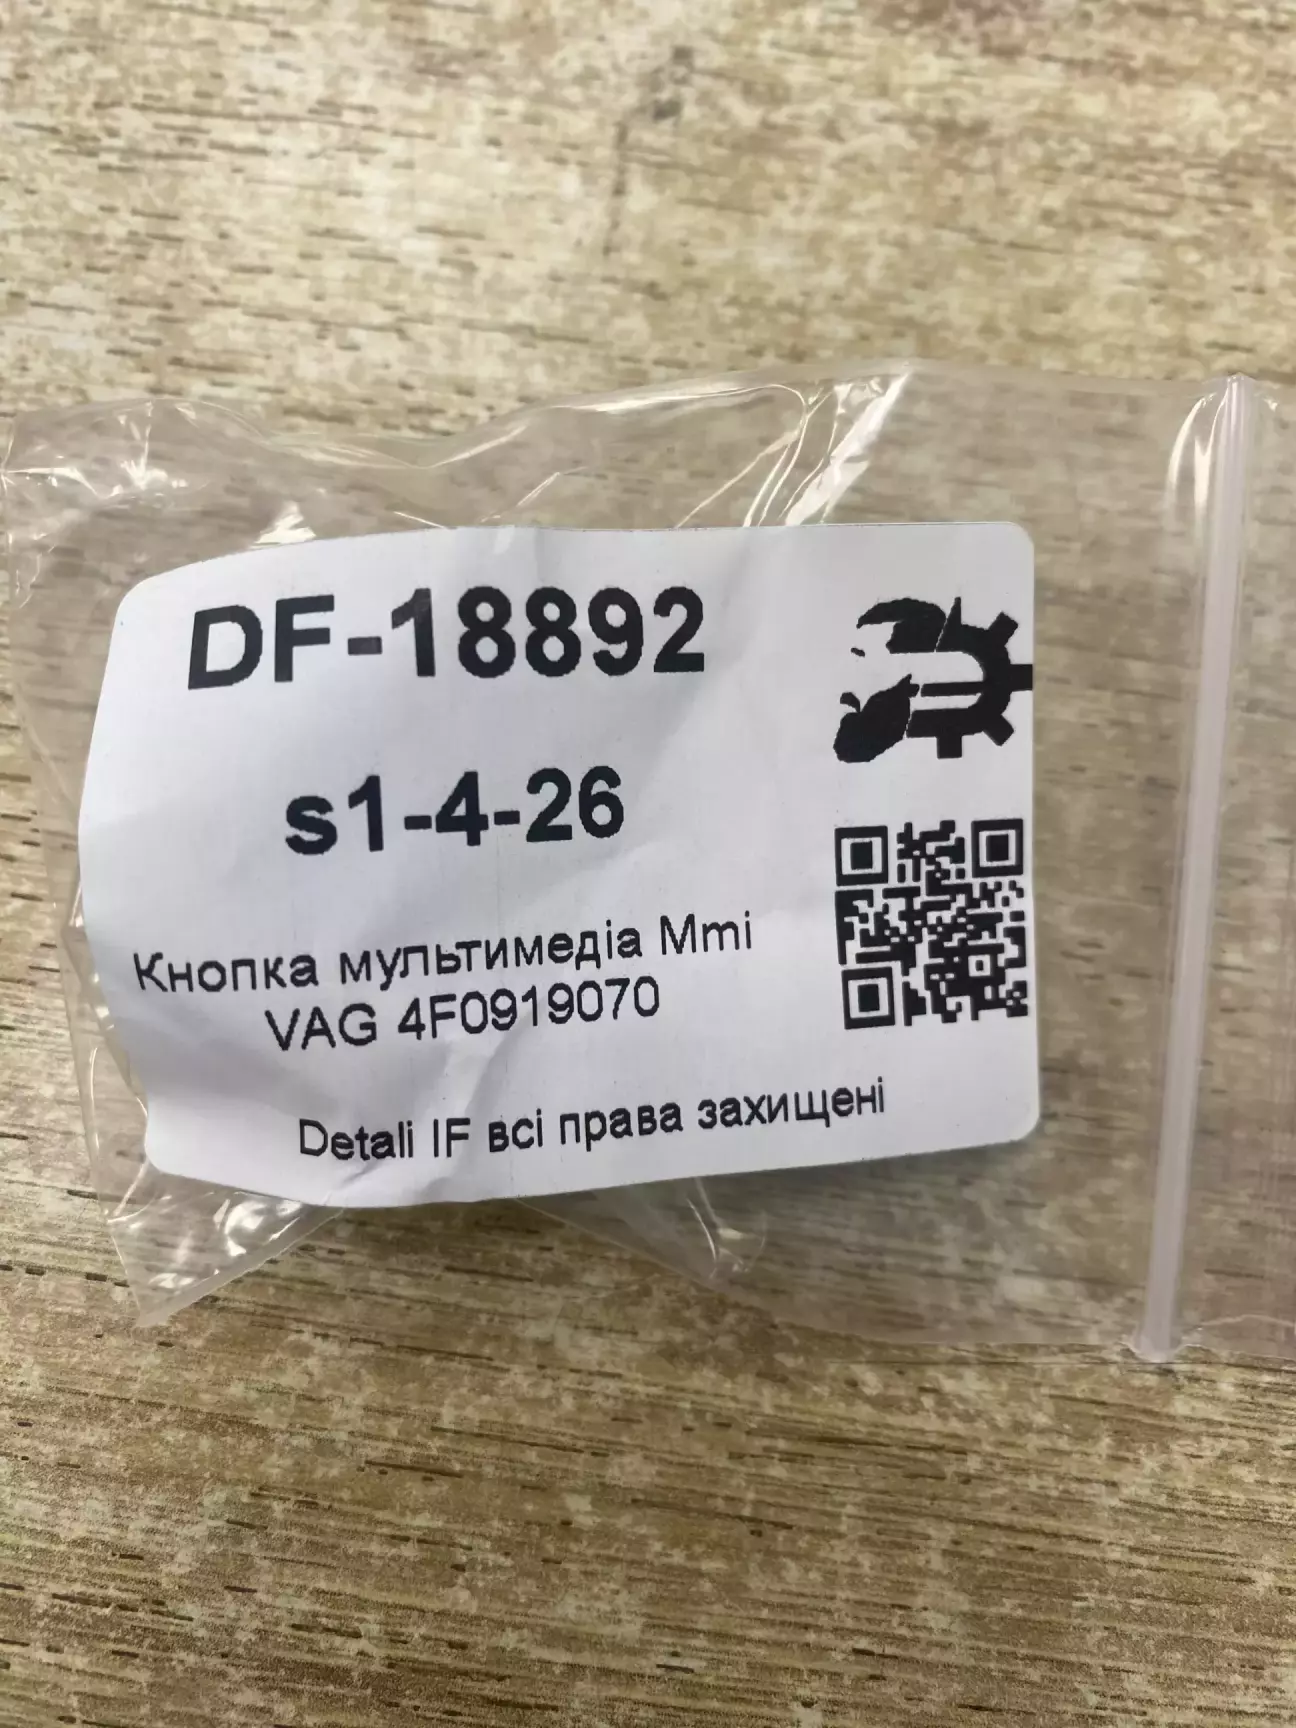 DF-18892
s1-4-26
Кнопка мультимедіа Mmi
VAG 4F0919070
Detali IF всі права захищені